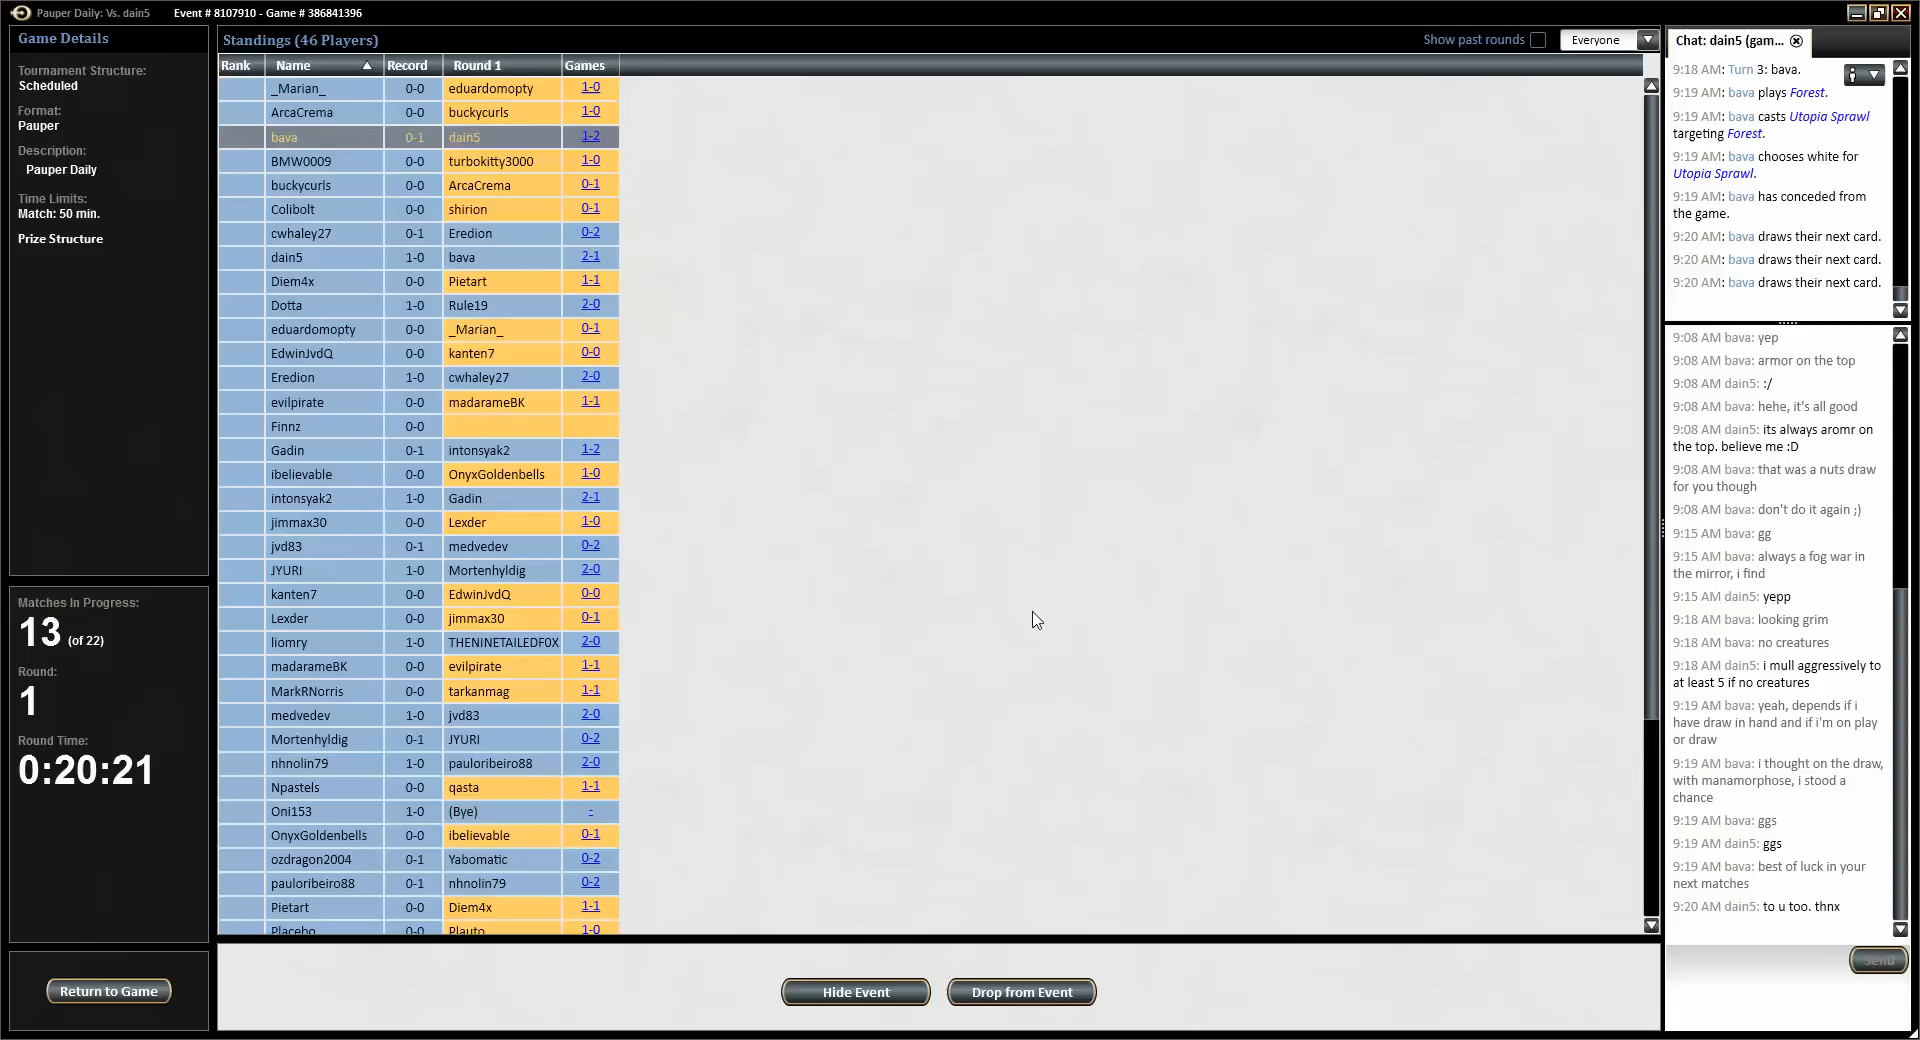 Pauper Daily: Vs. dain5 Event # 8107910 - Game # 386841396
Game Details
Tournament Structure:
Scheduled
Format:
Pauper
Description:
Pauper Daily
Time Limits:
Match: 50 min.
Prize Structure
Matches In Progress:
13 (of 22)
Round:
1
Round Time:
0:20:21
Return to Game
Standings (46 Players)
Show past rounds
Everyone
Rank Name Record Round 1 Games
_Marian_ 0-0 eduardomopty 1-0
ArcaCrema 0-0 buckycurls 1-0
bava 0-1 dain5 1-2
BMW0009 0-0 turbokitty3000 1-0
buckycurls 0-0 ArcaCrema 0-1
Colibolt 0-0 shirion 0-1
cwhaley27 0-1 Eredion 0-2
dain5 1-0 bava 2-1
Diem4x 0-0 Pietart 1-1
Dotta 1-0 Rule19 2-0
eduardomopty 0-0 _Marian_ 0-1
EdwinJvdQ 0-0 kanten7 0-0
Eredion 1-0 cwhaley27 2-0
evilpirate 0-0 madarameBK 1-1
Finnz 0-0
Gadin 0-1 intonsyak2 1-2
ibelievable 0-0 OnyxGoldenbells 1-0
intonsyak2 1-0 Gadin 2-1
jimmax30 0-0 Lexder 1-0
jvd83 0-1 medvedev 0-2
JYURI 1-0 Mortenhyldig 2-0
kanten7 0-0 EdwinJvdQ 0-0
Lexder 0-0 jimmax30 0-1
liomry 1-0 THENINETAILEDF0X 2-0
madarameBK 0-0 evilpirate 1-1
MarkRNorris 0-0 tarkanmag 1-1
medvedev 1-0 jvd83 2-0
Mortenhyldig 0-1 JYURI 0-2
nhnolin79 1-0 pauloribeiro88 2-0
Npastels 0-0 qasta 1-1
Oni153 1-0 (Bye) -
OnyxGoldenbells 0-0 ibelievable 0-1
ozdragon2004 0-1 Yabomatic 0-2
pauloribeiro88 0-1 nhnolin79 0-2
Pietart 0-0 Diem4x 1-1
Placebo 0-0 Plauto 1-0
Hide Event
Drop from Event
Chat: dain5 (gam...
9:18 AM: Turn 3: bava.
9:19 AM: bava plays Forest.
9:19 AM: bava casts Utopia Sprawl
targeting Forest.
9:19 AM: bava chooses white for
Utopia Sprawl.
9:19 AM: bava has conceded from
the game.
9:20 AM: bava draws their next card.
9:20 AM: bava draws their next card.
9:20 AM: bava draws their next card.
9:08 AM bava: yep
9:08 AM bava: armor on the top
9:08 AM dain5: :/
9:08 AM bava: hehe, it's all good
9:08 AM dain5: its always aromr on
the top. believe me :D
9:08 AM bava: that was a nuts draw
for you though
9:08 AM bava: don't do it again ;)
9:15 AM bava: gg
9:15 AM bava: always a fog war in
the mirror, i find
9:15 AM dain5: yepp
9:18 AM bava: looking grim
9:18 AM bava: no creatures
9:18 AM dain5: i mull aggressively to
at least 5 if no creatures
9:19 AM bava: yeah, depends if i
have draw in hand and if i'm on play
or draw
9:19 AM bava: i thought on the draw,
with manamorphose, i stood a
chance
9:19 AM bava: ggs
9:19 AM dain5: ggs
9:19 AM bava: best of luck in your
next matches
9:20 AM dain5: to u too. thnx
Send